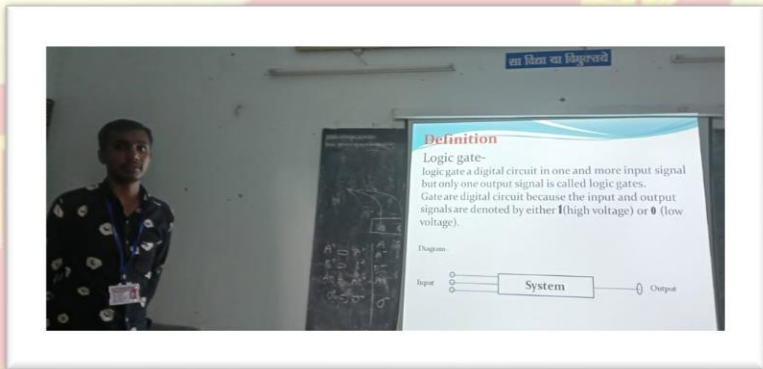 सा विद्या या विमुक्तये
Definition
Logic gate-
logic gate a digital circuit in one and more input signal
but only one output signal is called logic gates.
Gate are digital circuit because the input and output
signals are denoted by either 1(high voltage) or 0 (low
voltage).
Diagram
Input
System
Output